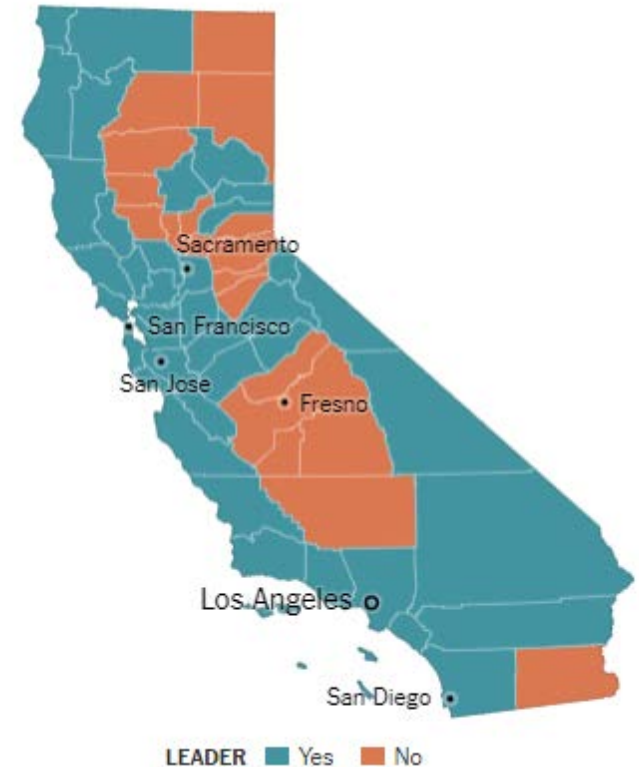 Sacramento
San Francisco
San Jose
Fresno
Los Angeles
San Diego
LEADER Yes No